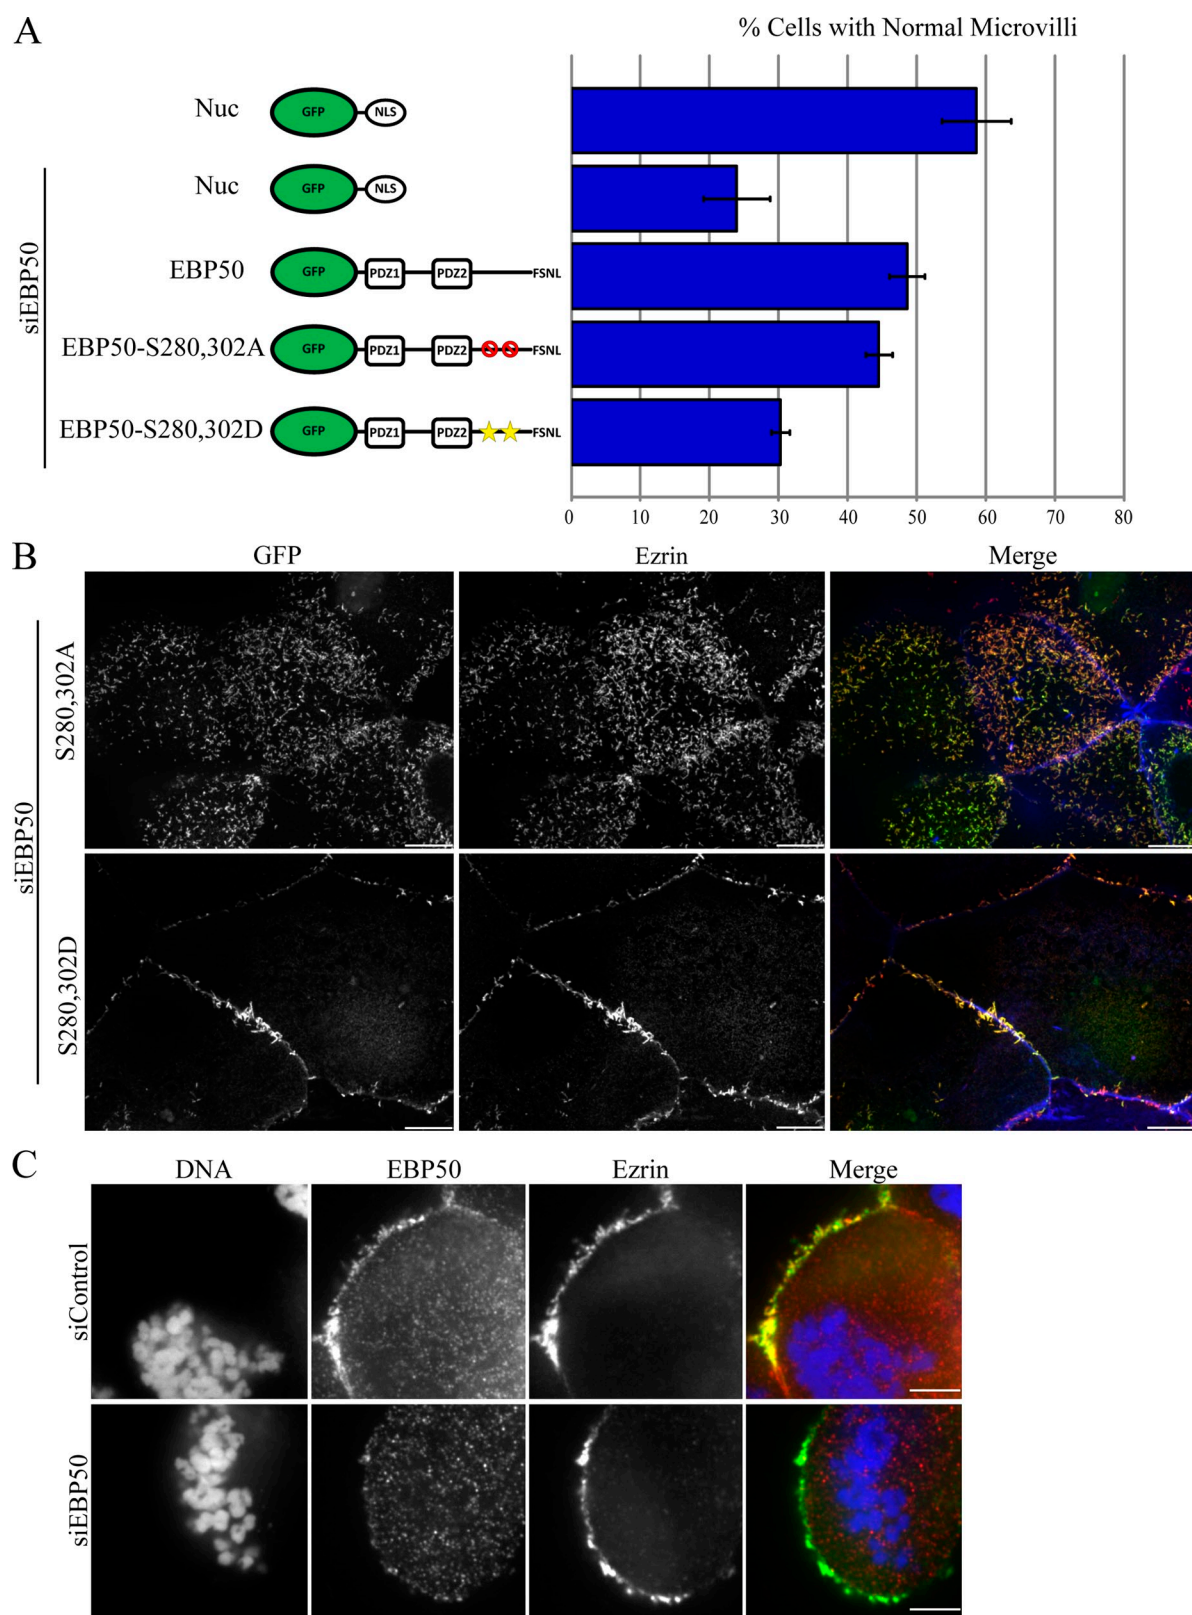 A
% Cells with Normal Microvilli
Nuc GFP NLS
Nuc GFP NLS
EBP50 GFP PDZ1 PDZ2 FSNL
EBP50-S280,302A GFP PDZ1 PDZ2 FSNL
EBP50-S280,302D GFP PDZ1 PDZ2 FSNL
siEBP50
0 10 20 30 40 50 60 70 80
B
GFP Ezrin Merge
siEBP50
S280,302A
S280,302D
C
DNA EBP50 Ezrin Merge
siControl
siEBP50